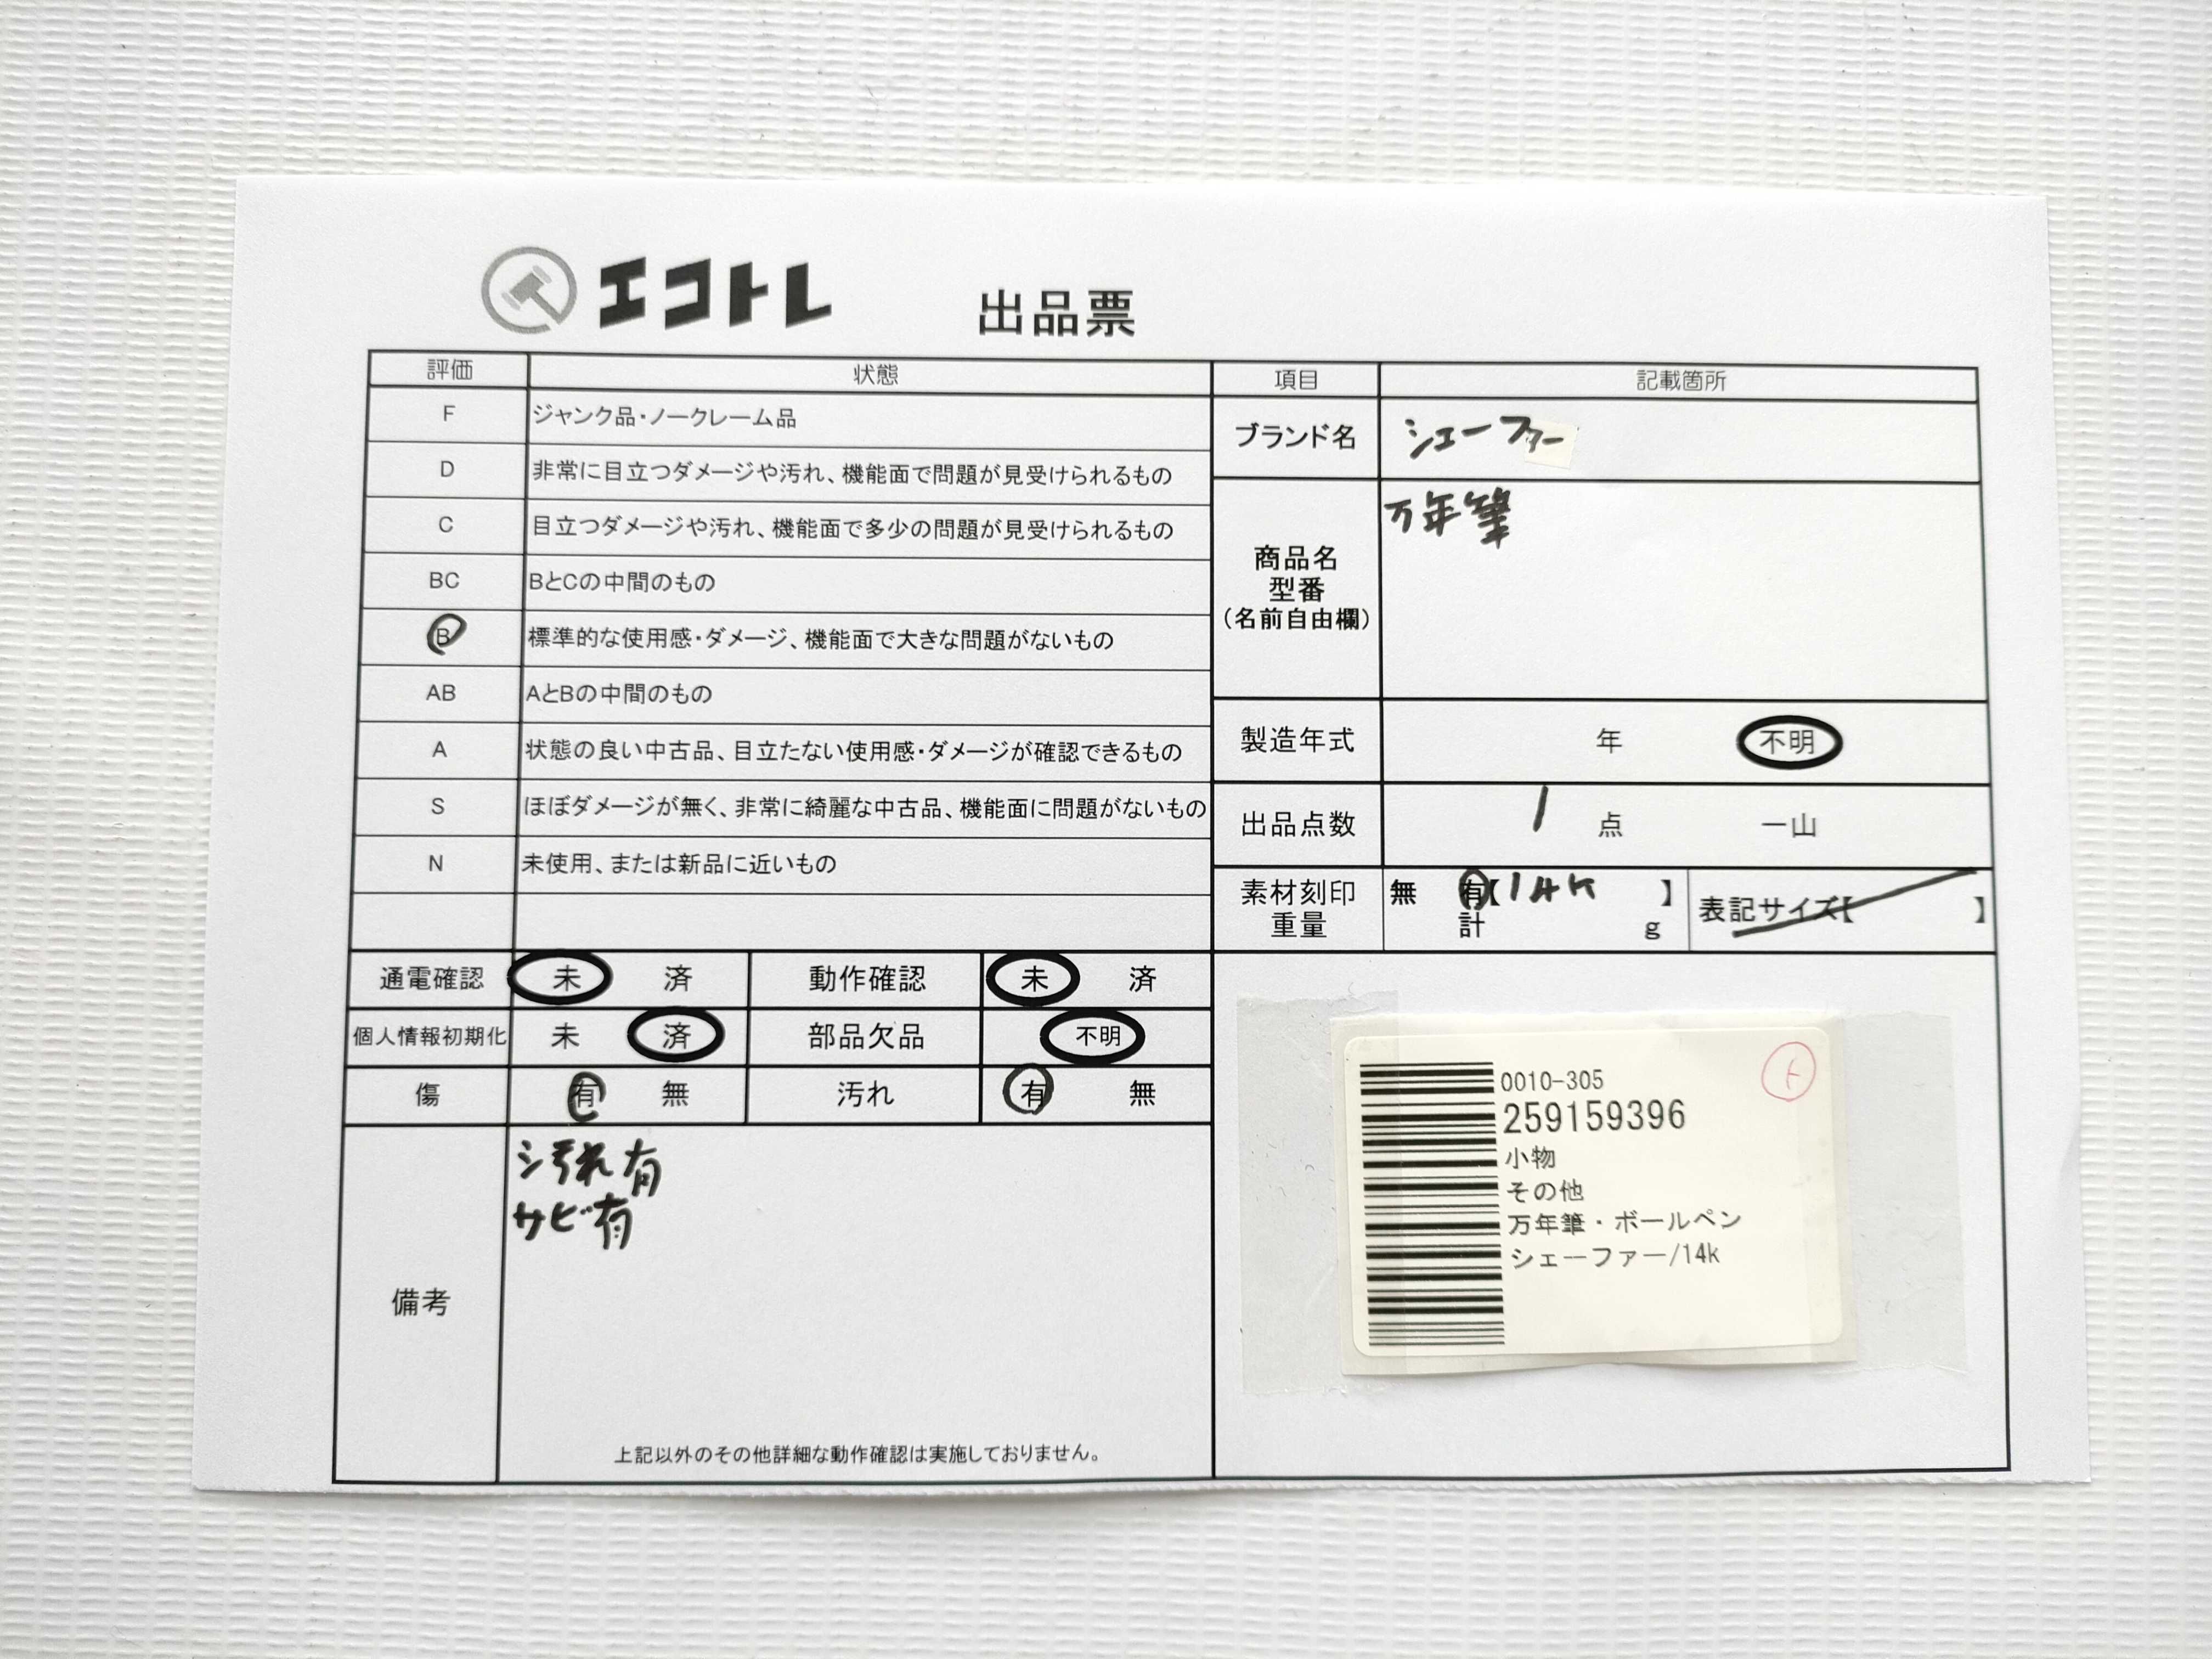 エコトレ 出品票
評価 状態
F ジャンク品・ノークレーム品
D 非常に目立つダメージや汚れ、機能面で問題が見受けられるもの
C 目立つダメージや汚れ、機能面で多少の問題が見受けられるもの
BC BとCの中間のもの
B 標準的な使用感・ダメージ、機能面で大きな問題がないもの
AB AとBの中間のもの
A 状態の良い中古品、目立たない使用感・ダメージが確認できるもの
S ほぼダメージが無く、非常に綺麗な中古品、機能面に問題がないもの
N 未使用、または新品に近いもの
通電確認 未 済 動作確認 未 済
個人情報初期化 未 済 部品欠品 不明
傷 有 無 汚れ 有 無
備考
汚れ有
サビ有
上記以外のその他詳細な動作確認は実施しておりません。
項目 記載箇所
ブランド名 シェーファー
商品名
型番
(名前自由欄)
万年筆
製造年式 年 不明
出品点数 1 点 一山
素材刻印 無 有【14K 】
重量 計 g
表記サイズ【 】
0010-305
259159396
小物
その他
万年筆・ボールペン
シェーファー/14k